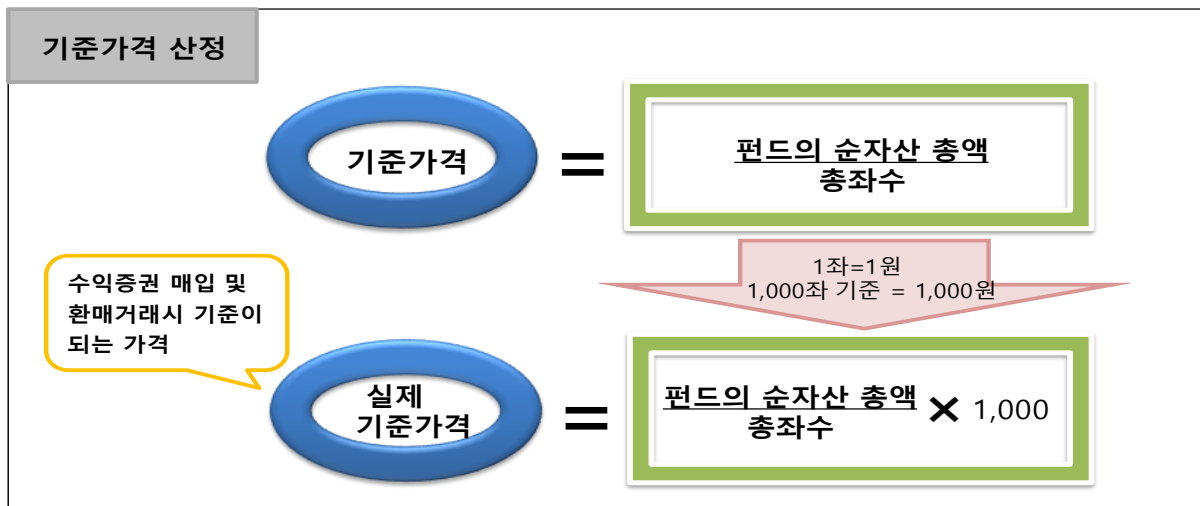 기준가격 산정
기준가격
=
펀드의 순자산 총액
총좌수
1좌=1원
1,000좌 기준 = 1,000원
수익증권 매입 및
환매거래시 기준이
되는 가격
실제
기준가격
=
펀드의 순자산 총액
총좌수
× 1,000